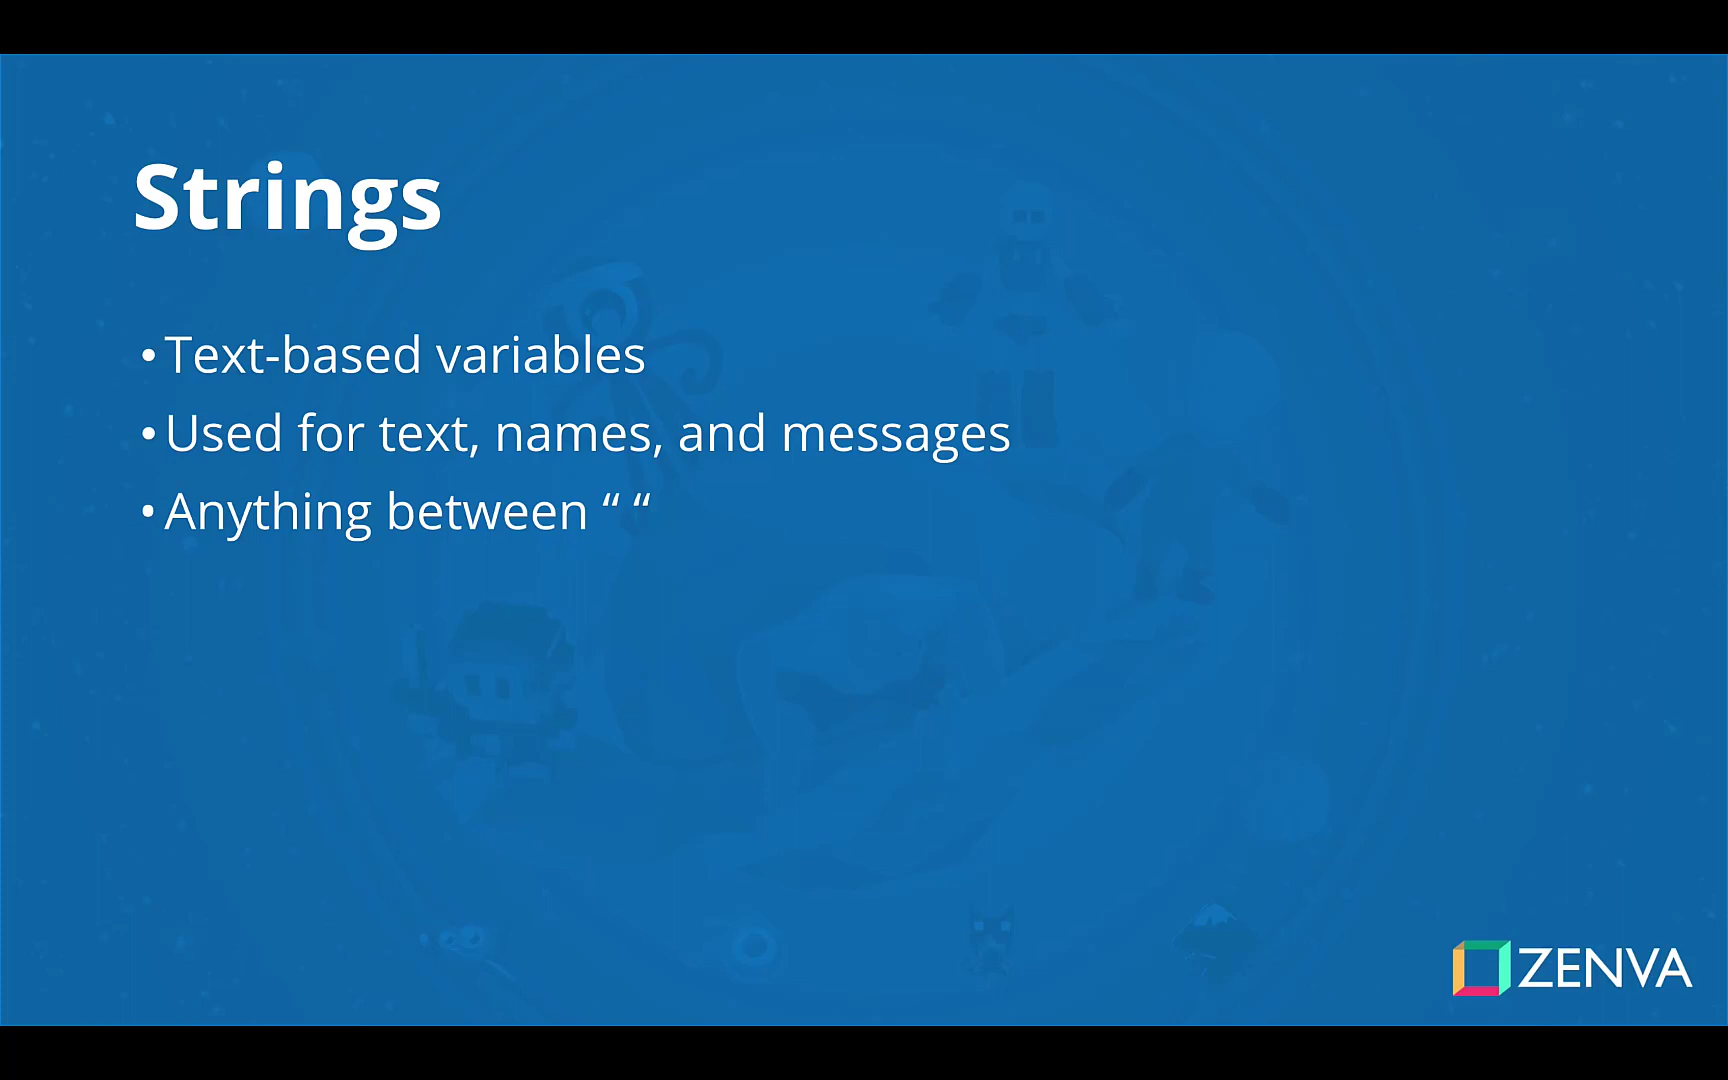 Strings
• Text-based variables
• Used for text, names, and messages
• Anything between “ “
ZENVA